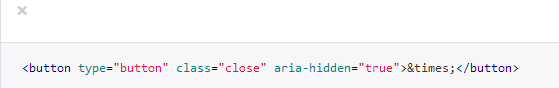 ×
<button type="button" class="close" aria-hidden="true">&times;</button>